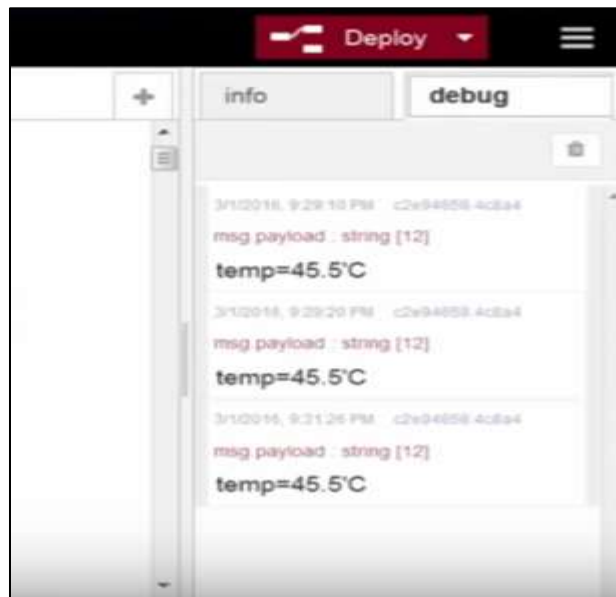 Deploy
info
debug
3/1/2016, 9:29:10 PM c2e94658.4c8a4
msg.payload : string [12]
temp=45.5'C
3/1/2016, 9:29:20 PM c2e94658.4c8a4
msg.payload : string [12]
temp=45.5'C
3/1/2016, 9:31:26 PM c2e94658.4c8a4
msg.payload : string [12]
temp=45.5'C